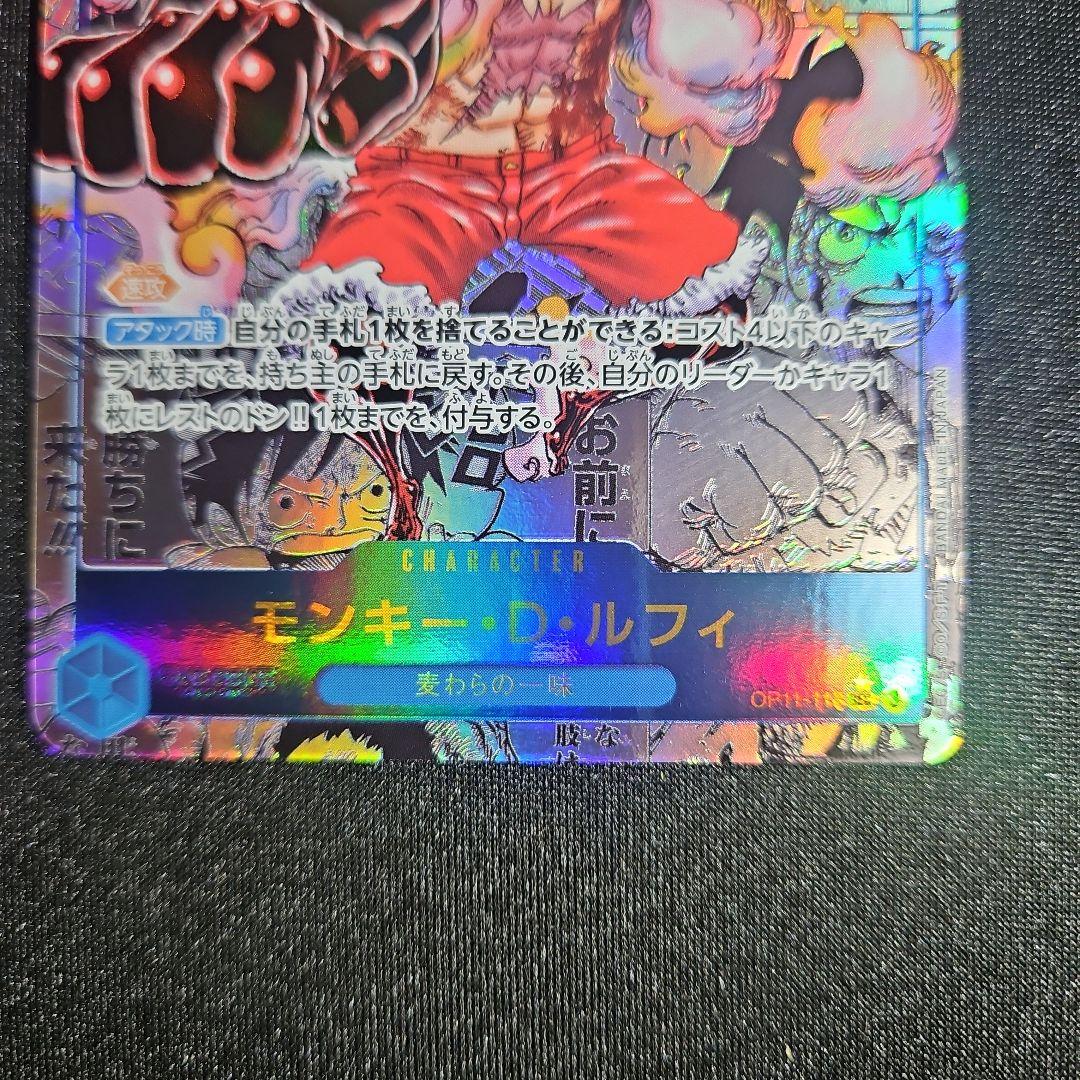 速攻
アタック時 自分の手札1枚を捨てることができる:コスト4以下のキャ
ラ1枚までを、持ち主の手札に戻す。その後、自分のリーダーかキャラ1
枚にレストのドン!!1枚までを、付与する。
勝ちに
来た!!!
お前に
CHARACTER
モンキー・D・ルフィ
麦わらの一味
BANDAI MADE IN JAPAN